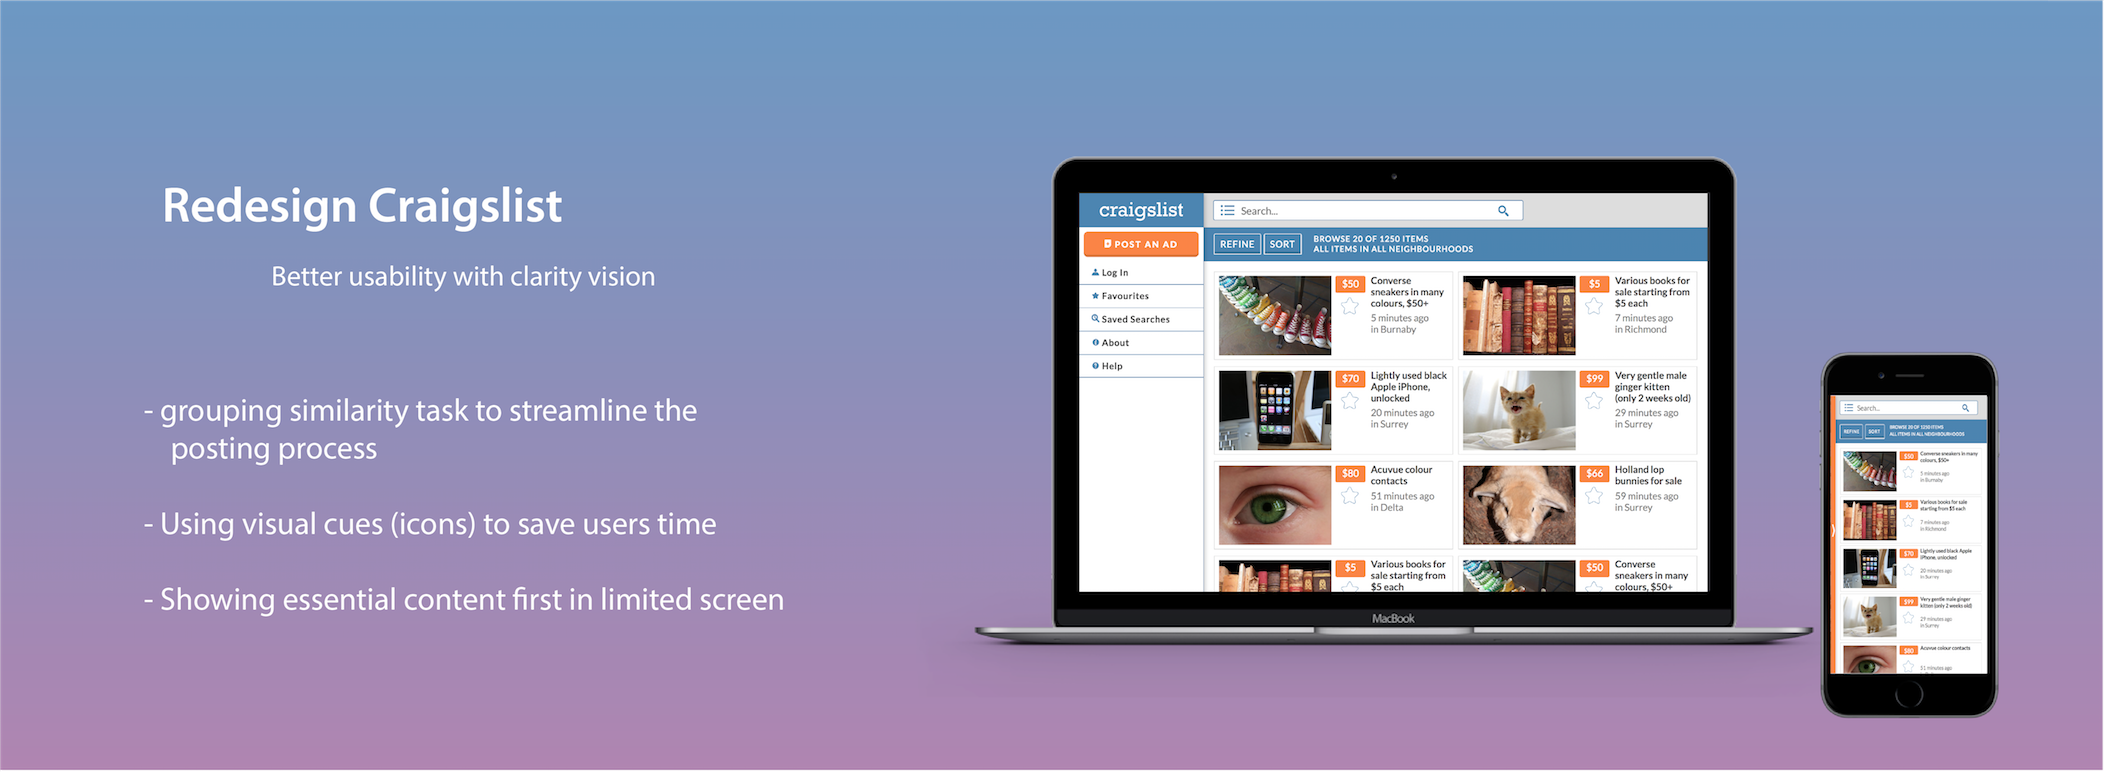 Redesign Craigslist
Better usability with clarity vision
- grouping similarity task to streamline the
posting process
- Using visual cues (icons) to save users time
- Showing essential content first in limited screen
craigslist
Search...
POST AN AD
REFINE
SORT
BROWSE 20 OF 1250 ITEMS
ALL ITEMS IN ALL NEIGHBOURHOODS
Log In
Favourites
Saved Searches
About
Help
$50
Converse
sneakers in many
colours, $50+
5 minutes ago
in Burnaby
$5
Various books for
sale starting from
$5 each
7 minutes ago
in Richmond
$70
Lightly used black
Apple iPhone,
unlocked
20 minutes ago
in Surrey
$99
Very gentle male
ginger kitten
(only 2 weeks old)
29 minutes ago
in Surrey
$80
Acuvue colour
contacts
51 minutes ago
in Delta
$66
Holland lop
bunnies for sale
59 minutes ago
in Surrey
$5
Various books for
sale starting from
$5 each
$50
Converse
sneakers in many
colours, $50+
MacBook
Search...
REFINE
SORT
BROWSE 20 OF 1250 ITEMS
ALL ITEMS IN ALL NEIGHBOURHOODS
$50
Converse sneakers in many
colours, $50+
5 minutes ago
in Burnaby
$5
Various books for sale
starting from $5 each
7 minutes ago
in Richmond
$70
Lightly used black Apple
iPhone, unlocked
20 minutes ago
in Surrey
$99
Very gentle male ginger
kitten (only 2 weeks old)
29 minutes ago
in Surrey
$80
Acuvue colour contacts
51 minutes ago